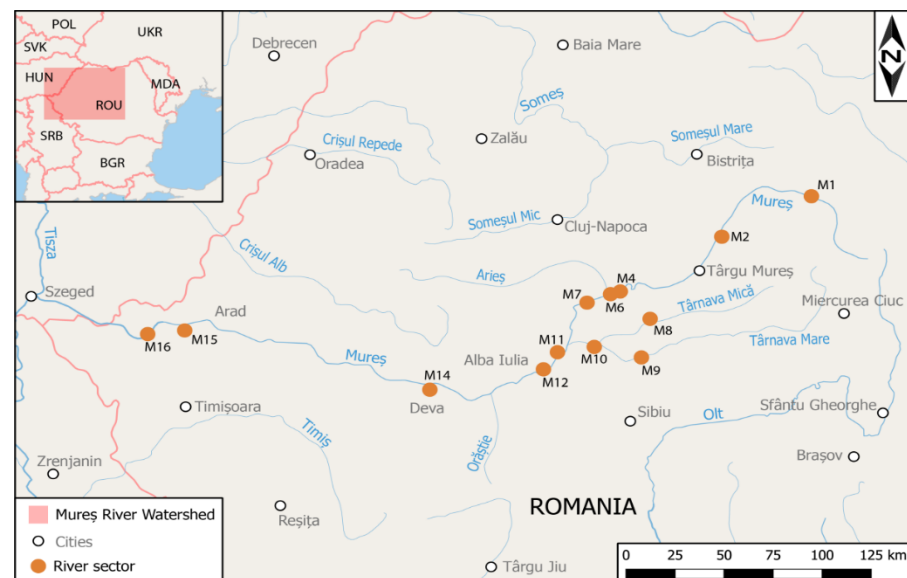 POL
UKR
SVK
HUN
MDA
ROU
SRB
BGR
Debrecen
Baia Mare
N
Someș
Zalău
Crișul Repede
Oradea
Someșul Mare
Bistrița
M1
Mureș
Someșul Mic
Cluj-Napoca
M2
Tisza
Crișul Alb
Arieș
Târgu Mureș
M4
M7
M6
Szeged
Târnava Mică
Miercurea Ciuc
Arad
M8
M16
M15
M11
Târnava Mare
Mureș
Alba Iulia
M10
M9
M12
M14
Deva
Timișoara
Sfântu Gheorghe
Olt
Sibiu
Timiș
Orăștie
Brașov
Zrenjanin
Reșița
ROMANIA
Mureș River Watershed
Cities
River sector
Târgu Jiu
0 25 50 75 100 125 km